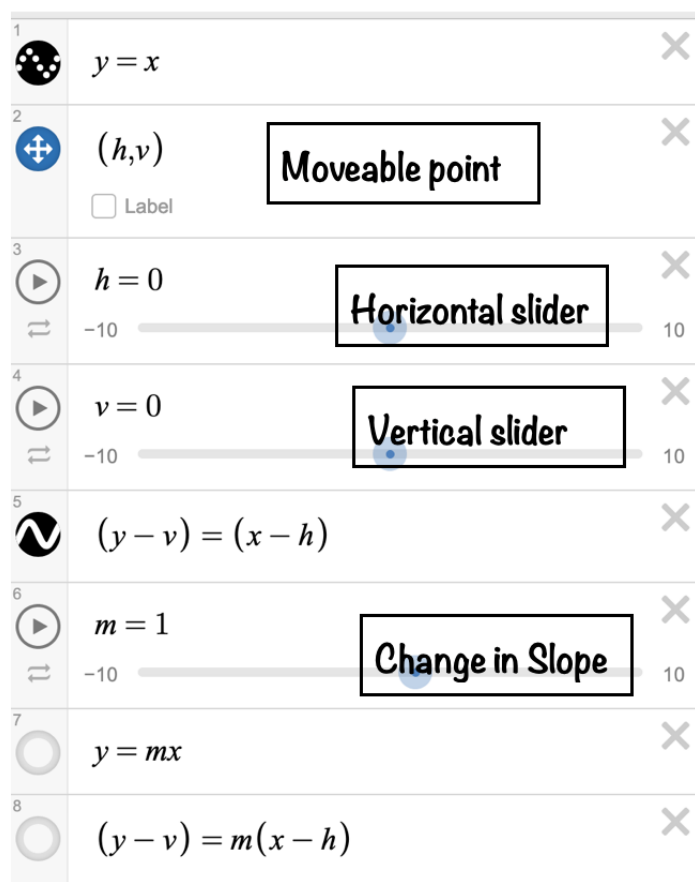 1
y = x
2
(h,v)
Moveable point
Label
3
h = 0
Horizontal slider
−10
10
4
v = 0
Vertical slider
−10
10
5
(y − v) = (x − h)
6
m = 1
Change in Slope
−10
10
7
y = mx
8
(y − v) = m(x − h)